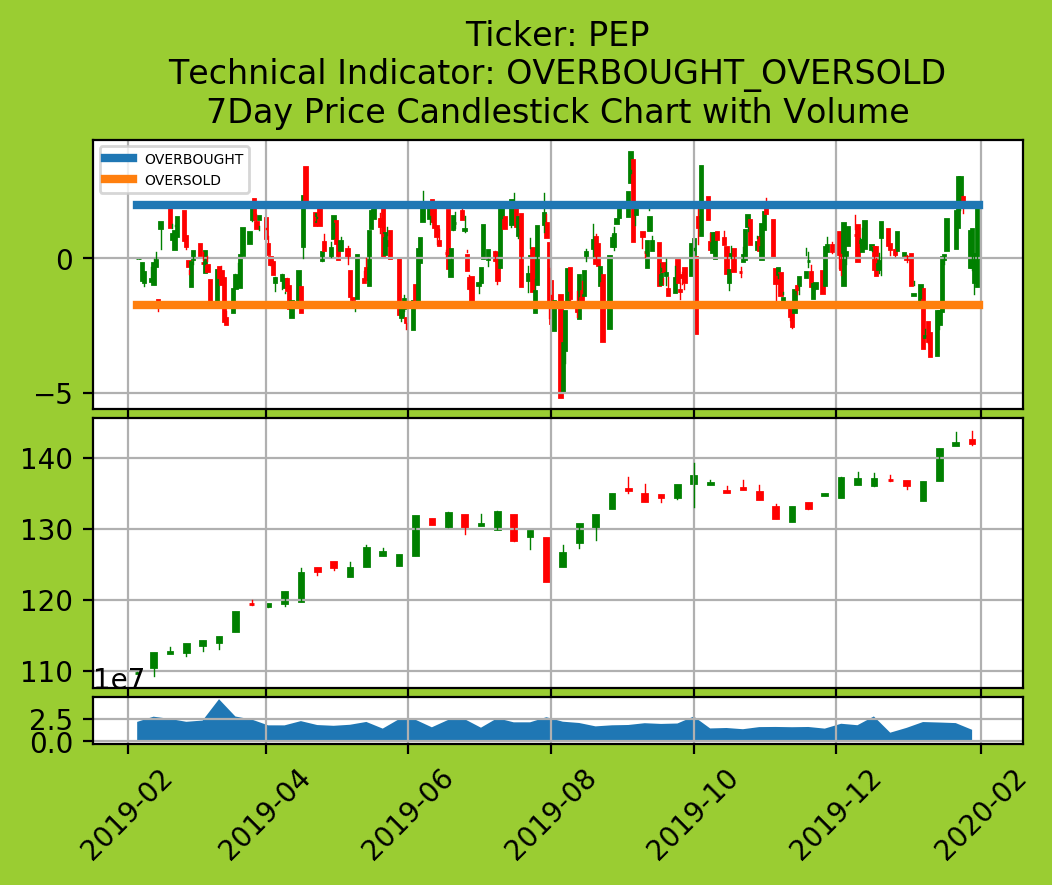 Ticker: PEP
Technical Indicator: OVERBOUGHT_OVERSOLD
7Day Price Candlestick Chart with Volume
OVERBOUGHT
OVERSOLD
0
−5
140
130
120
110
1e7
2.5
0.0
2019-02
2019-04
2019-06
2019-08
2019-10
2019-12
2020-02